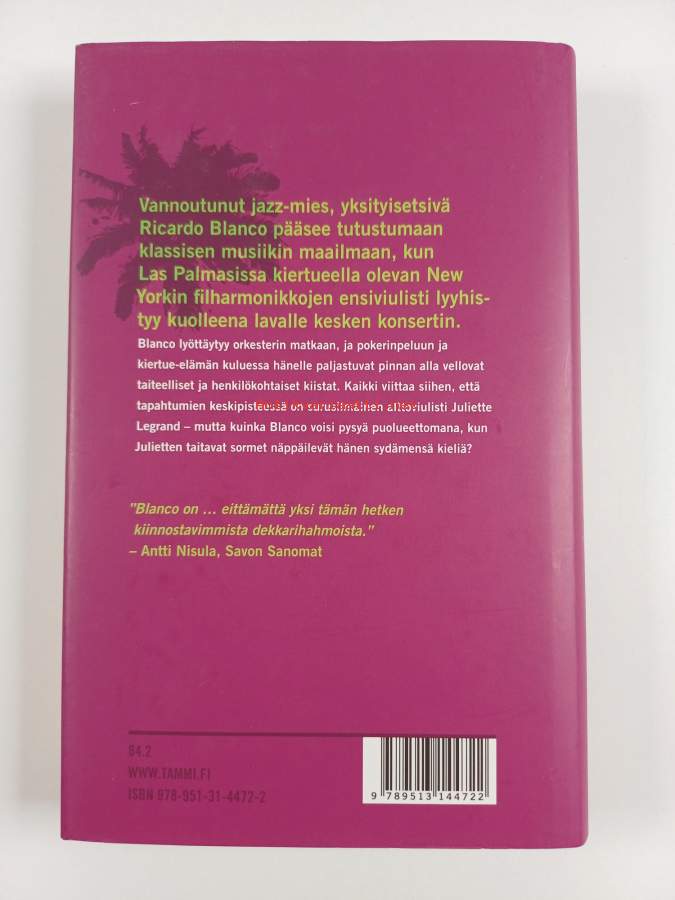 Vannoutunut jazz-mies, yksityisetsivä
Ricardo Blanco pääsee tutustumaan
klassisen musiikin maailmaan, kun
Las Palmasissa kiertueella olevan New
Yorkin filharmonikkojen ensiviulisti lyyhis-
tyy kuolleena lavalle kesken konsertin.
Blanco lyöttäytyy orkesterin matkaan, ja pokerinpeluun ja
kiertue-elämän kuluessa hänelle paljastuvat pinnan alla vellovat
taiteelliset ja henkilökohtaiset kiistat. Kaikki viittaa siihen, että
tapahtumien keskipisteessä on surusilmäinen alttoviulisti Juliette
Legrand – mutta kuinka Blanco voisi pysyä puolueettomana, kun
Julietten taitavat sormet näppäilevät hänen sydämensä kieliä?
"Blanco on ... eittämättä yksi tämän hetken
kiinnostavimmista dekkarihahmoista."
– Antti Nisula, Savon Sanomat
84.2
WWW.TAMMI.FI
ISBN 978-951-31-4472-2
9 789513 144722